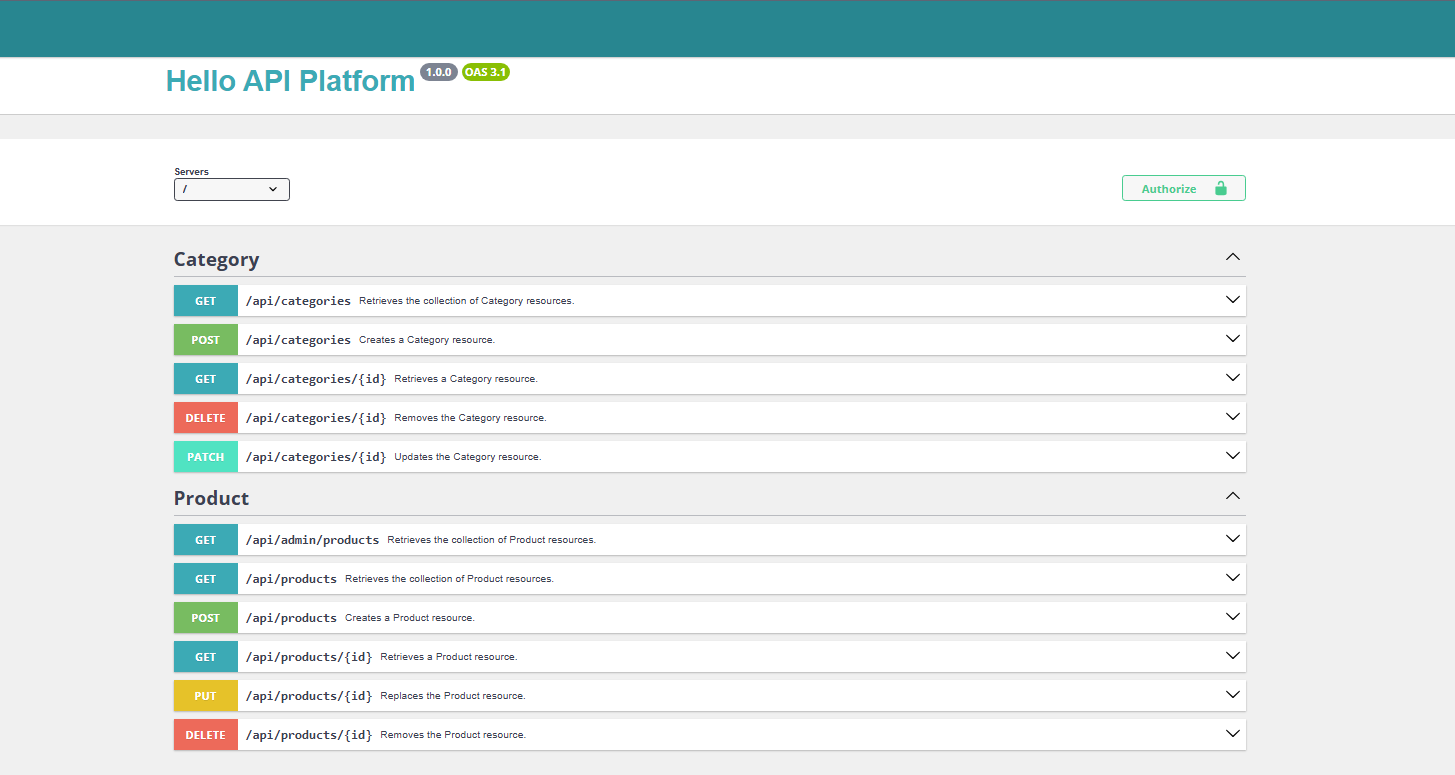 Hello API Platform 1.0.0 OAS 3.1
Servers
/
Authorize
Category
GET /api/categories Retrieves the collection of Category resources.
POST /api/categories Creates a Category resource.
GET /api/categories/{id} Retrieves a Category resource.
DELETE /api/categories/{id} Removes the Category resource.
PATCH /api/categories/{id} Updates the Category resource.
Product
GET /api/admin/products Retrieves the collection of Product resources.
GET /api/products Retrieves the collection of Product resources.
POST /api/products Creates a Product resource.
GET /api/products/{id} Retrieves a Product resource.
PUT /api/products/{id} Replaces the Product resource.
DELETE /api/products/{id} Removes the Product resource.